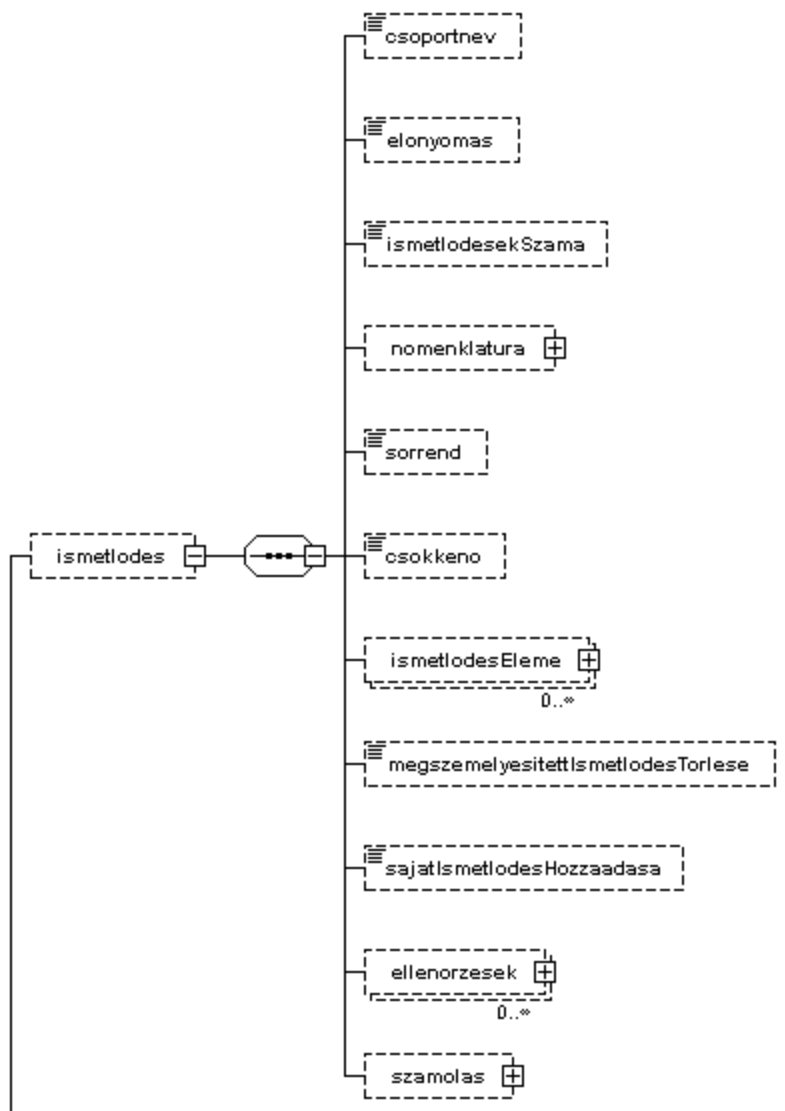 csoportnev
elonyomas
ismetlodesekSzama
nomenklatura
sorrend
ismetlodes
csokkeno
ismetlodesEleme
0..∞
megszemelyesitettIsmetlodesTorlese
sajatIsmetlodesHozzaadasa
ellenorzesek
0..∞
szamolas